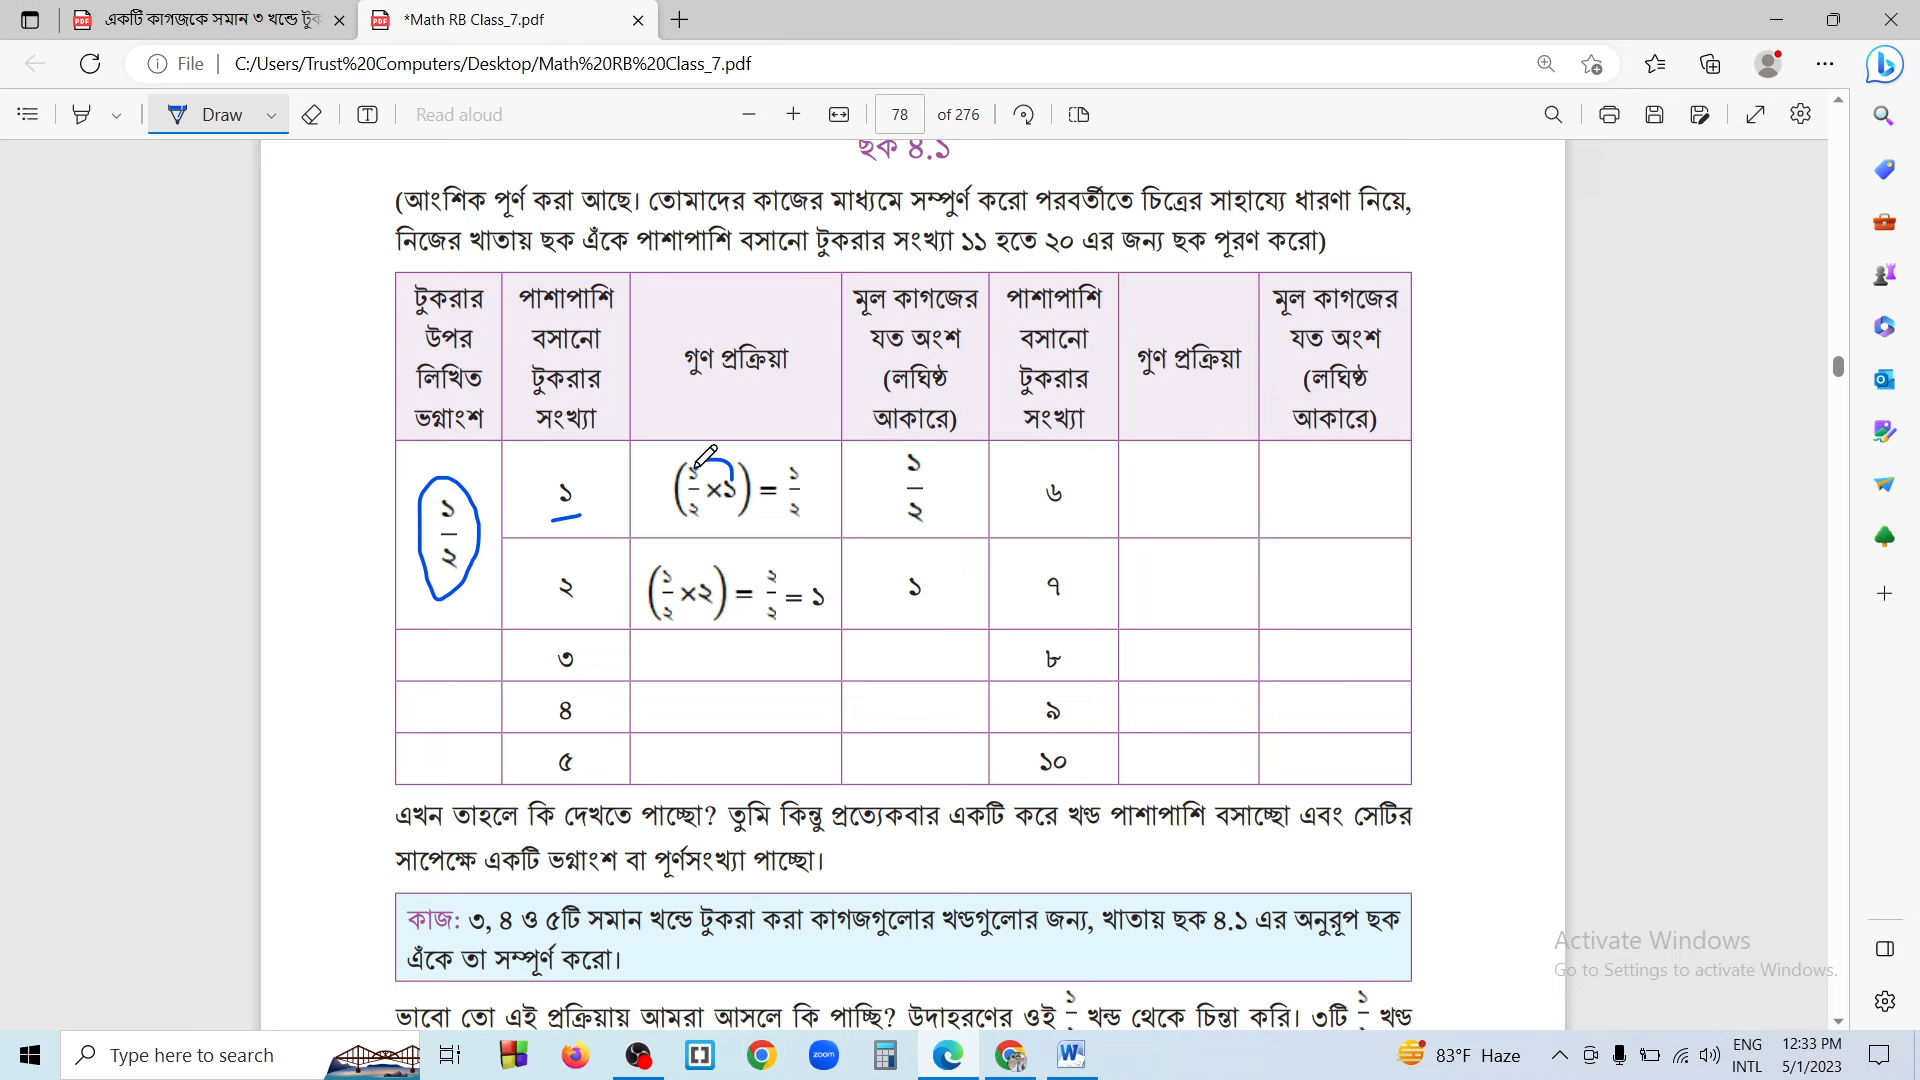 একটি কাগজকে সমান ৩ খন্ডে টুক
*Math RB Class_7.pdf
File
C:/Users/Trust%20Computers/Desktop/Math%20RB%20Class_7.pdf
Draw
Read aloud
78
of 276
ছক ৪.১
(আংশিক পূর্ণ করা আছে। তোমাদের কাজের মাধ্যমে সম্পুর্ণ করো পরবর্তীতে চিত্রের সাহায্যে ধারণা নিয়ে,
নিজের খাতায় ছক এঁকে পাশাপাশি বসানো টুকরার সংখ্যা ১১ হতে ২০ এর জন্য ছক পূরণ করো)
টুকরার উপর লিখিত ভগ্নাংশ
পাশাপাশি বসানো টুকরার সংখ্যা
গুণ প্রক্রিয়া
মূল কাগজের যত অংশ (লঘিষ্ঠ আকারে)
পাশাপাশি বসানো টুকরার সংখ্যা
গুণ প্রক্রিয়া
মূল কাগজের যত অংশ (লঘিষ্ঠ আকারে)
১/২
১ (১/২ ×১) = ১/২ ১/২ ৬
২ (১/২ ×২) = ২/২ = ১ ১ ৭
৩ ৮
৪ ৯
৫ ১০
এখন তাহলে কি দেখতে পাচ্ছো? তুমি কিন্তু প্রত্যেকবার একটি করে খণ্ড পাশাপাশি বসাচ্ছো এবং সেটির
সাপেক্ষে একটি ভগ্নাংশ বা পূর্ণসংখ্যা পাচ্ছো।
কাজ: ৩, ৪ ও ৫টি সমান খন্ডে টুকরা করা কাগজগুলোর খণ্ডগুলোর জন্য, খাতায় ছক ৪.১ এর অনুরূপ ছক
এঁকে তা সম্পূর্ণ করো।
ভাবো তো এই প্রক্রিয়ায় আমরা আসলে কি পাচ্ছি? উদাহরণের ওই ১ খন্ড থেকে চিন্তা করি। ৩টি ১ খণ্ড
Activate Windows
Go to Settings to activate Windows.
Type here to search
zoom
83°F Haze
ENG
INTL
12:33 PM
5/1/2023